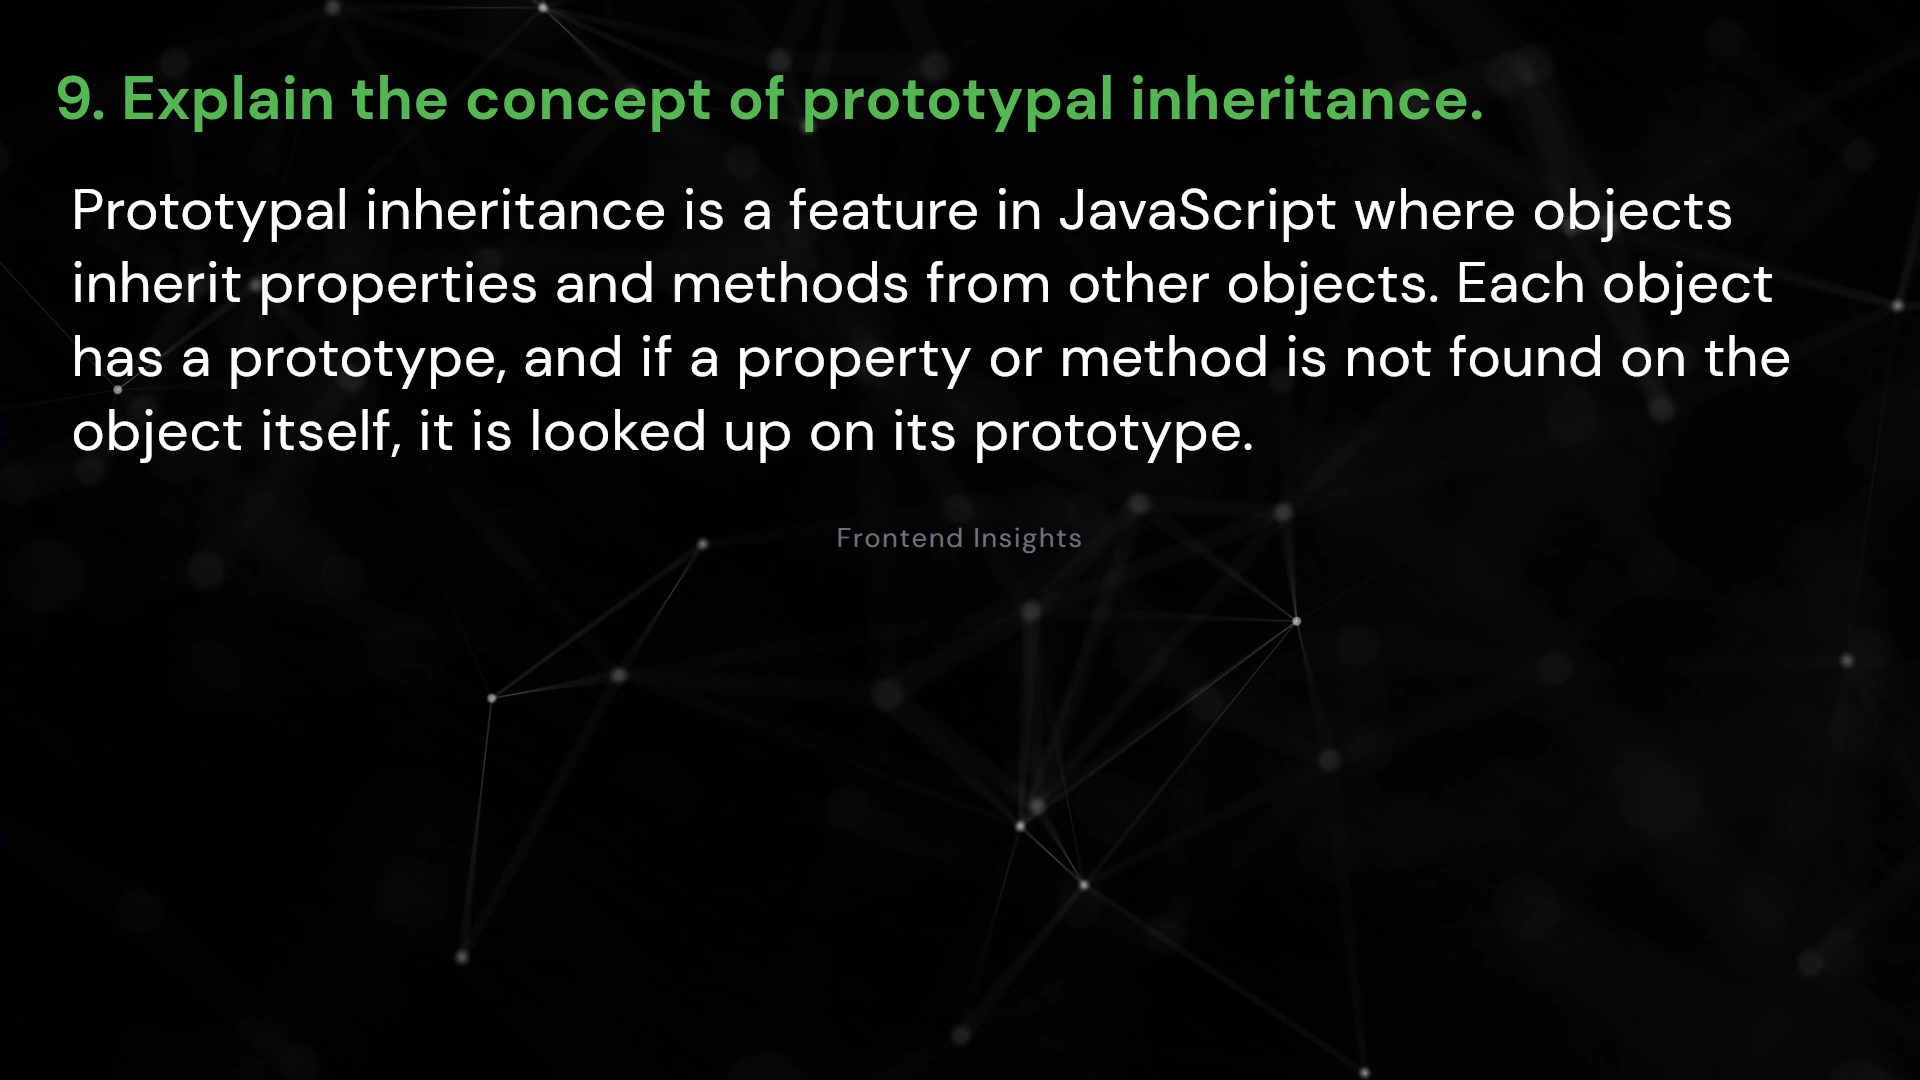 9. Explain the concept of prototypal inheritance.
Prototypal inheritance is a feature in JavaScript where objects
inherit properties and methods from other objects. Each object
has a prototype, and if a property or method is not found on the
object itself, it is looked up on its prototype.
Frontend Insights